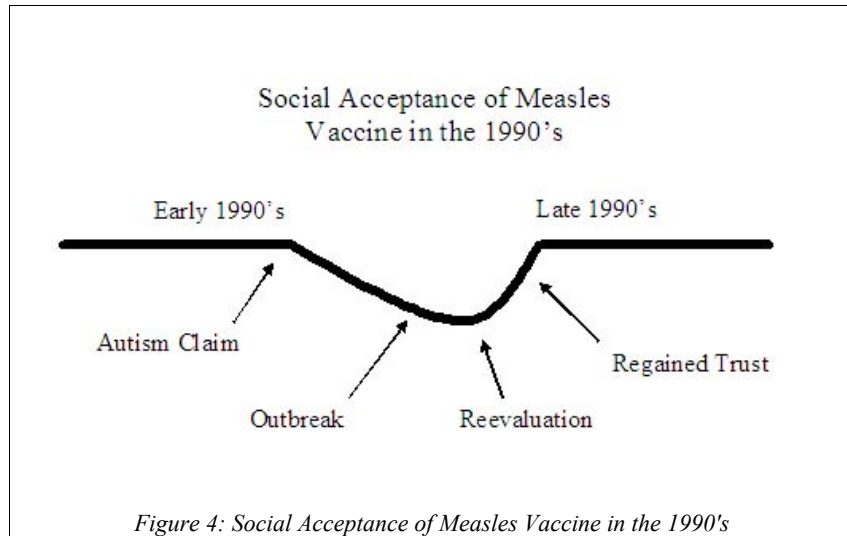 Social Acceptance of Measles
Vaccine in the 1990’s
Early 1990’s
Late 1990’s
Autism Claim
Regained Trust
Outbreak
Reevaluation
Figure 4: Social Acceptance of Measles Vaccine in the 1990's